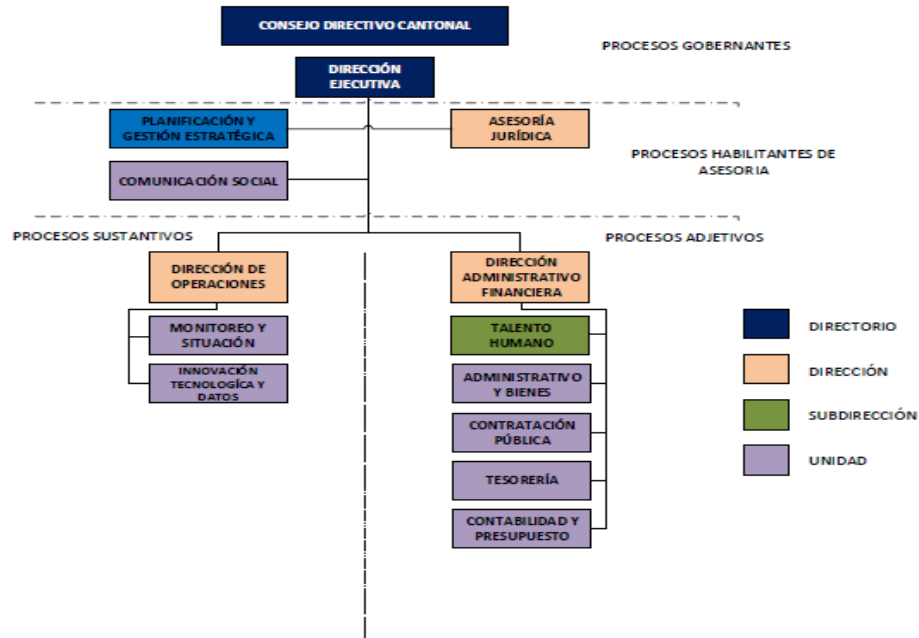 CONSEJO DIRECTIVO CANTONAL
PROCESOS GOBERNANTES
DIRECCIÓN
EJECUTIVA
PLANIFICACIÓN Y
GESTIÓN ESTRATÉGICA
ASESORÍA
JURÍDICA
PROCESOS HABILITANTES DE
ASESORIA
COMUNICACIÓN SOCIAL
PROCESOS SUSTANTIVOS
PROCESOS ADJETIVOS
DIRECCIÓN DE
OPERACIONES
MONITOREO Y
SITUACIÓN
INNOVACIÓN
TECNOLOGÍCA Y
DATOS
DIRECCIÓN
ADMINISTRATIVO
FINANCIERA
TALENTO
HUMANO
ADMINISTRATIVO
Y BIENES
CONTRATACIÓN
PÚBLICA
TESORERÍA
CONTABILIDAD Y
PRESUPUESTO
DIRECTORIO
DIRECCIÓN
SUBDIRECCIÓN
UNIDAD